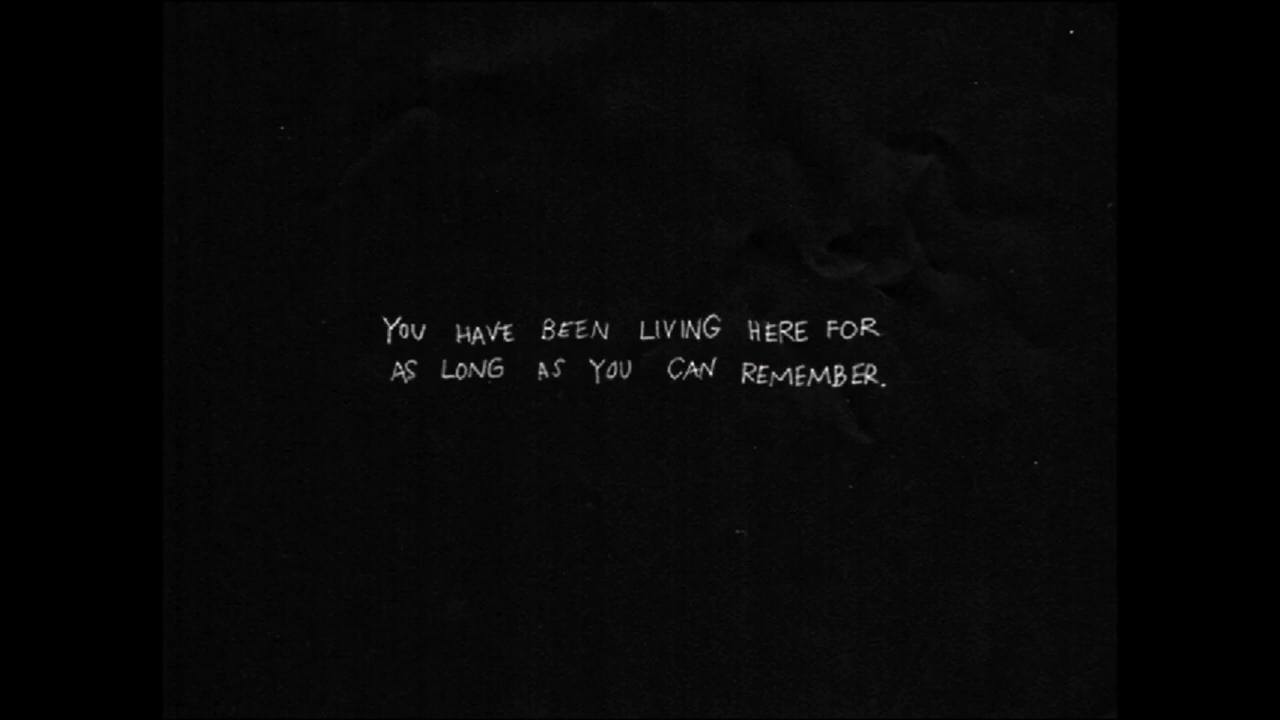 YOU HAVE BEEN LIVING HERE FOR
AS LONG AS YOU CAN REMEMBER.